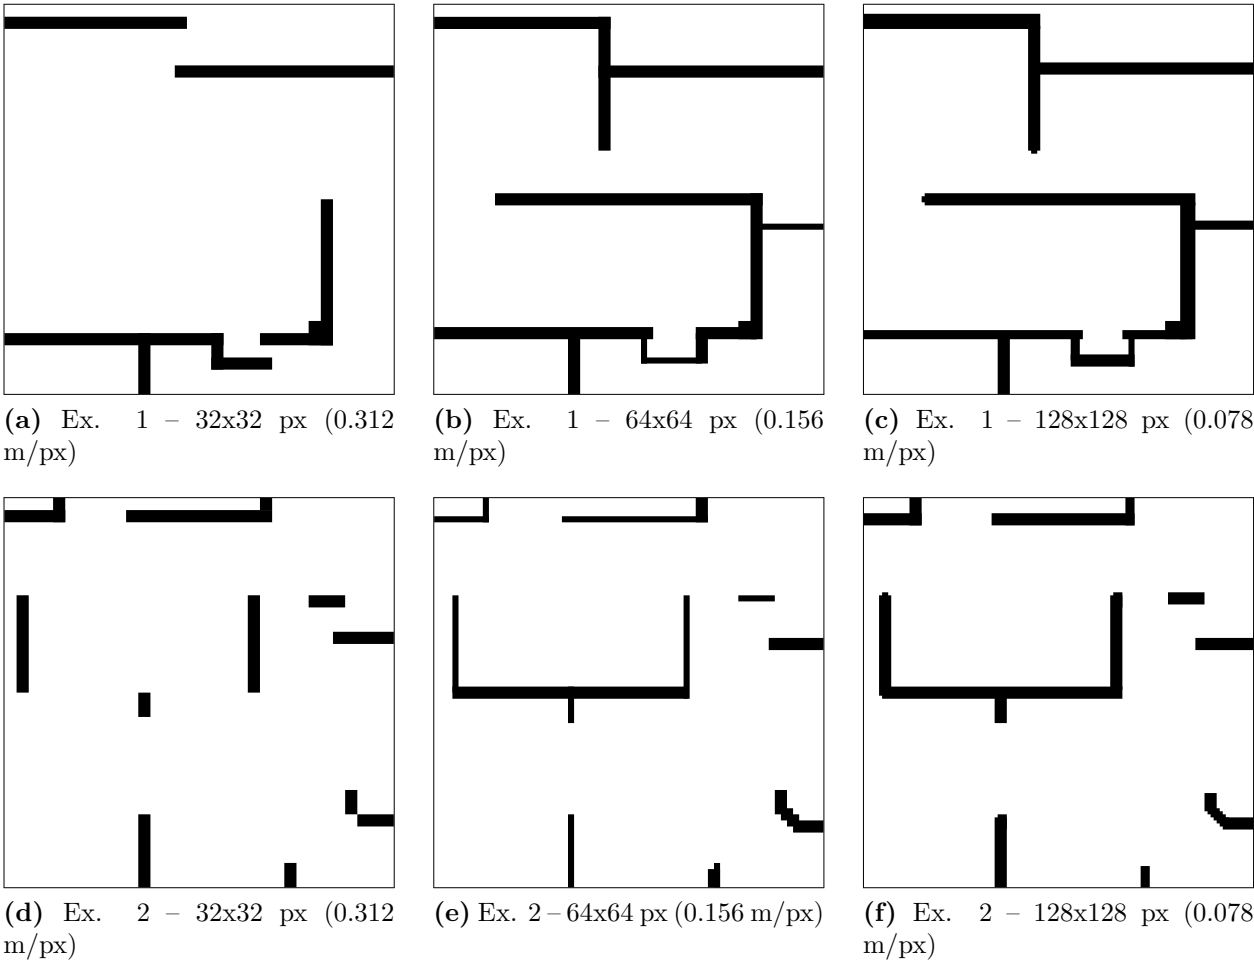 (a) Ex. 1 – 32x32 px (0.312
m/px)
(b) Ex. 1 – 64x64 px (0.156
m/px)
(c) Ex. 1 – 128x128 px (0.078
m/px)
(d) Ex. 2 – 32x32 px (0.312
m/px)
(e) Ex. 2 – 64x64 px (0.156 m/px)
(f) Ex. 2 – 128x128 px (0.078
m/px)